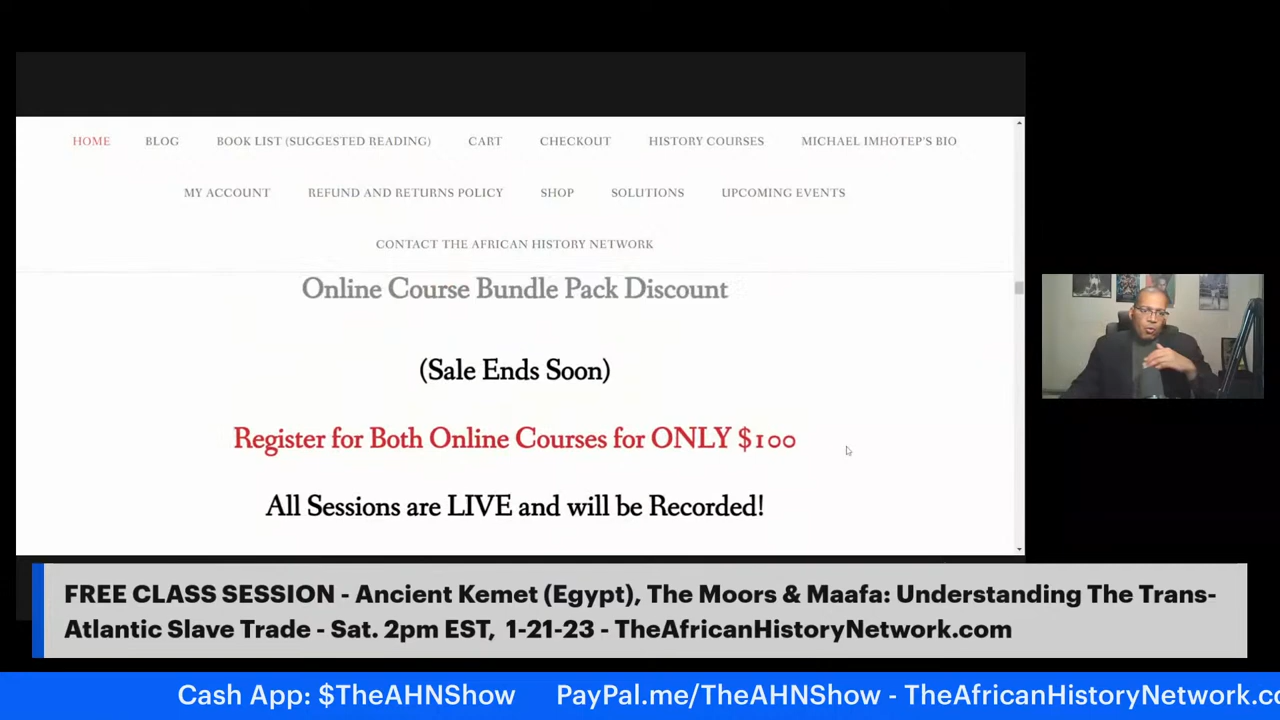 HOME BLOG BOOK LIST (SUGGESTED READING) CART CHECKOUT HISTORY COURSES MICHAEL IMHOTEP'S BIO
MY ACCOUNT REFUND AND RETURNS POLICY SHOP SOLUTIONS UPCOMING EVENTS
CONTACT THE AFRICAN HISTORY NETWORK
Online Course Bundle Pack Discount
(Sale Ends Soon)
Register for Both Online Courses for ONLY $100
All Sessions are LIVE and will be Recorded!
FREE CLASS SESSION - Ancient Kemet (Egypt), The Moors & Maafa: Understanding The Trans-
Atlantic Slave Trade - Sat. 2pm EST, 1-21-23 - TheAfricanHistoryNetwork.com
Cash App: $TheAHNShow PayPal.me/TheAHNShow - TheAfricanHistoryNetwork.co